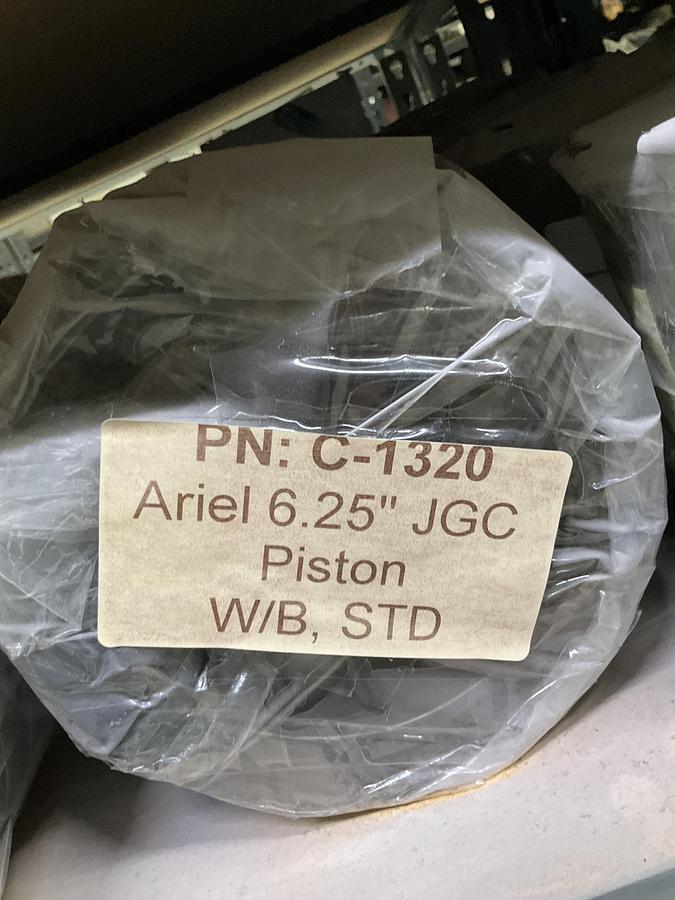 PN: C-1320
Ariel 6.25" JGC
Piston
W/B, STD